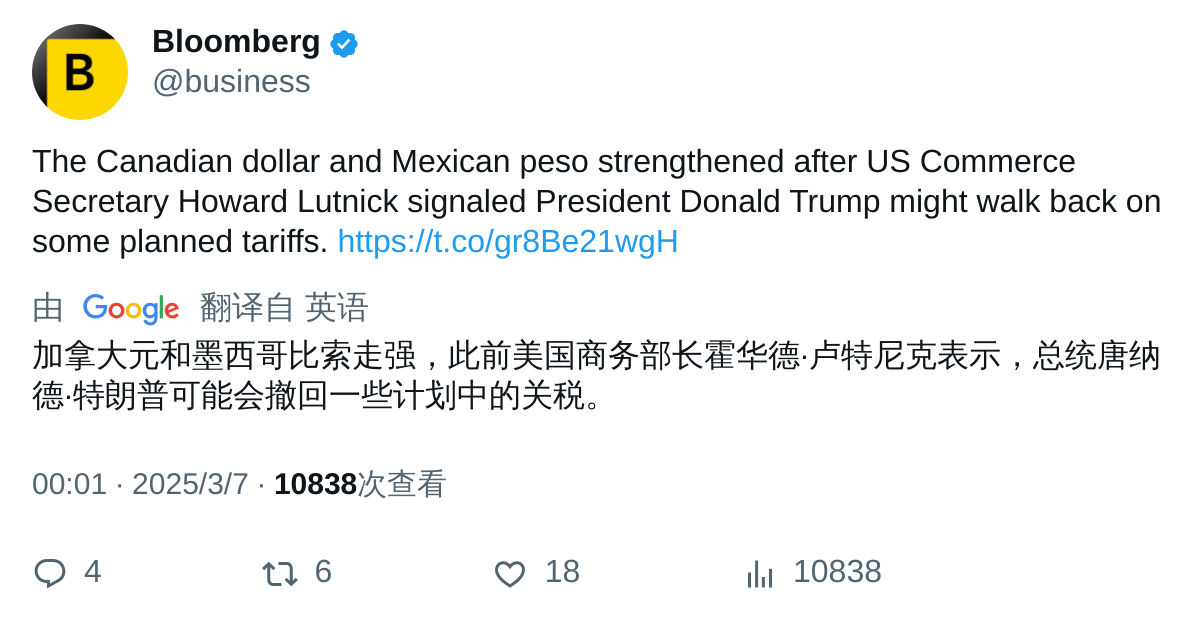 B
Bloomberg
@business
The Canadian dollar and Mexican peso strengthened after US Commerce
Secretary Howard Lutnick signaled President Donald Trump might walk back on
some planned tariffs. https://t.co/gr8Be21wgH
由 Google 翻译自 英语
加拿大元和墨西哥比索走强，此前美国商务部长霍华德·卢特尼克表示，总统唐纳
德·特朗普可能会撤回一些计划中的关税。
00:01 · 2025/3/7 · 10838次查看
4 6 18 10838